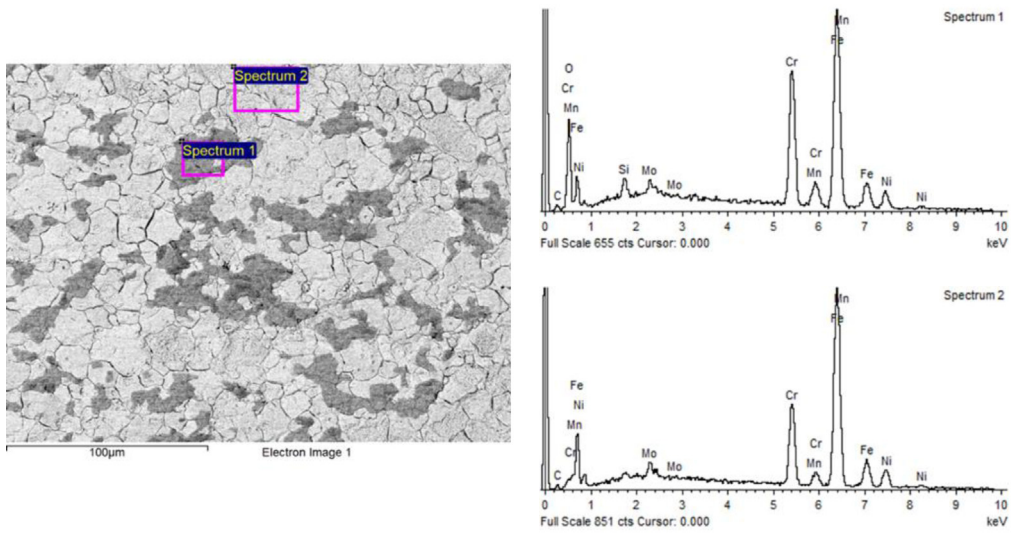 Spectrum 2
Spectrum 1
100µm
Electron Image 1
Spectrum 1
Mn
Fe
Cr
O
Cr
Mn
Fe
Ni
C
Si
Mo
Mo
Cr
Mn
Fe
Ni
Ni
0 1 2 3 4 5 6 7 8 9 10
Full Scale 655 cts Cursor: 0.000
keV
Spectrum 2
Mn
Fe
Fe
Ni
Mn
Cr
C
Mo
Mo
Cr
Cr
Mn
Fe
Ni
Ni
0 1 2 3 4 5 6 7 8 9 10
Full Scale 851 cts Cursor: 0.000
keV